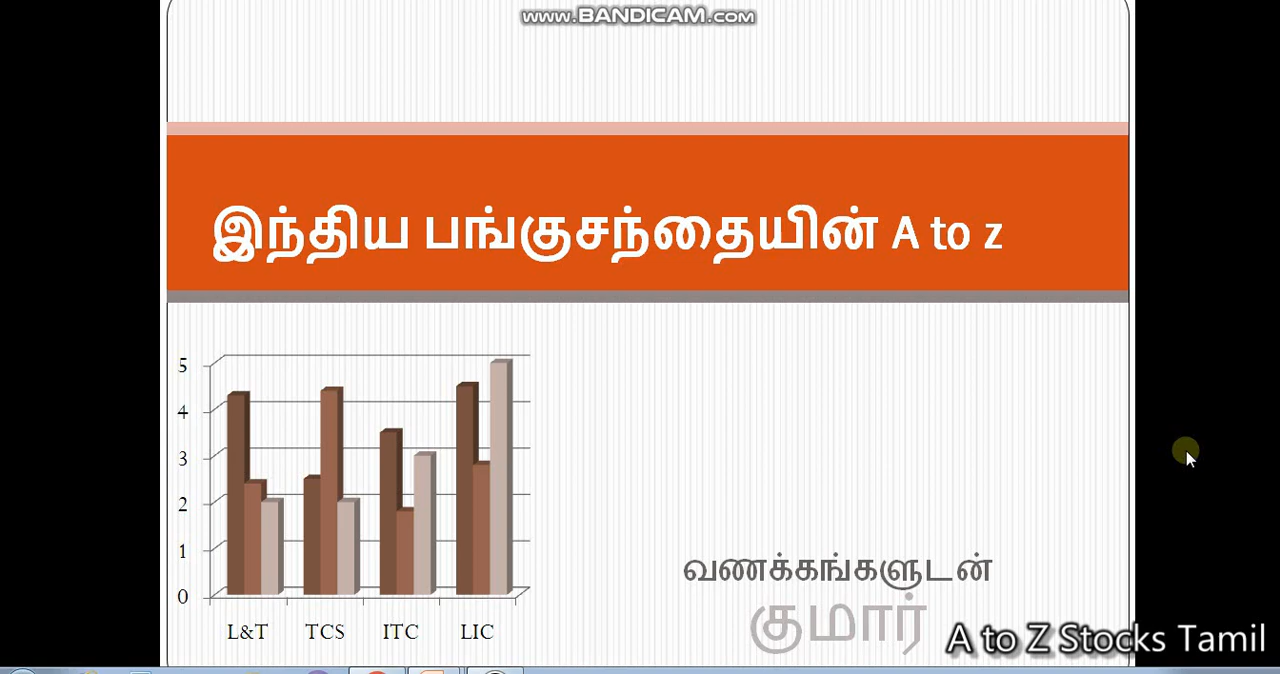 www.BANDICAM.com
இந்திய பங்குசந்தையின் A to z
5
4
3
2
1
0
L&T TCS ITC LIC
வணக்கங்களுடன்
குமார்
A to Z Stocks Tamil